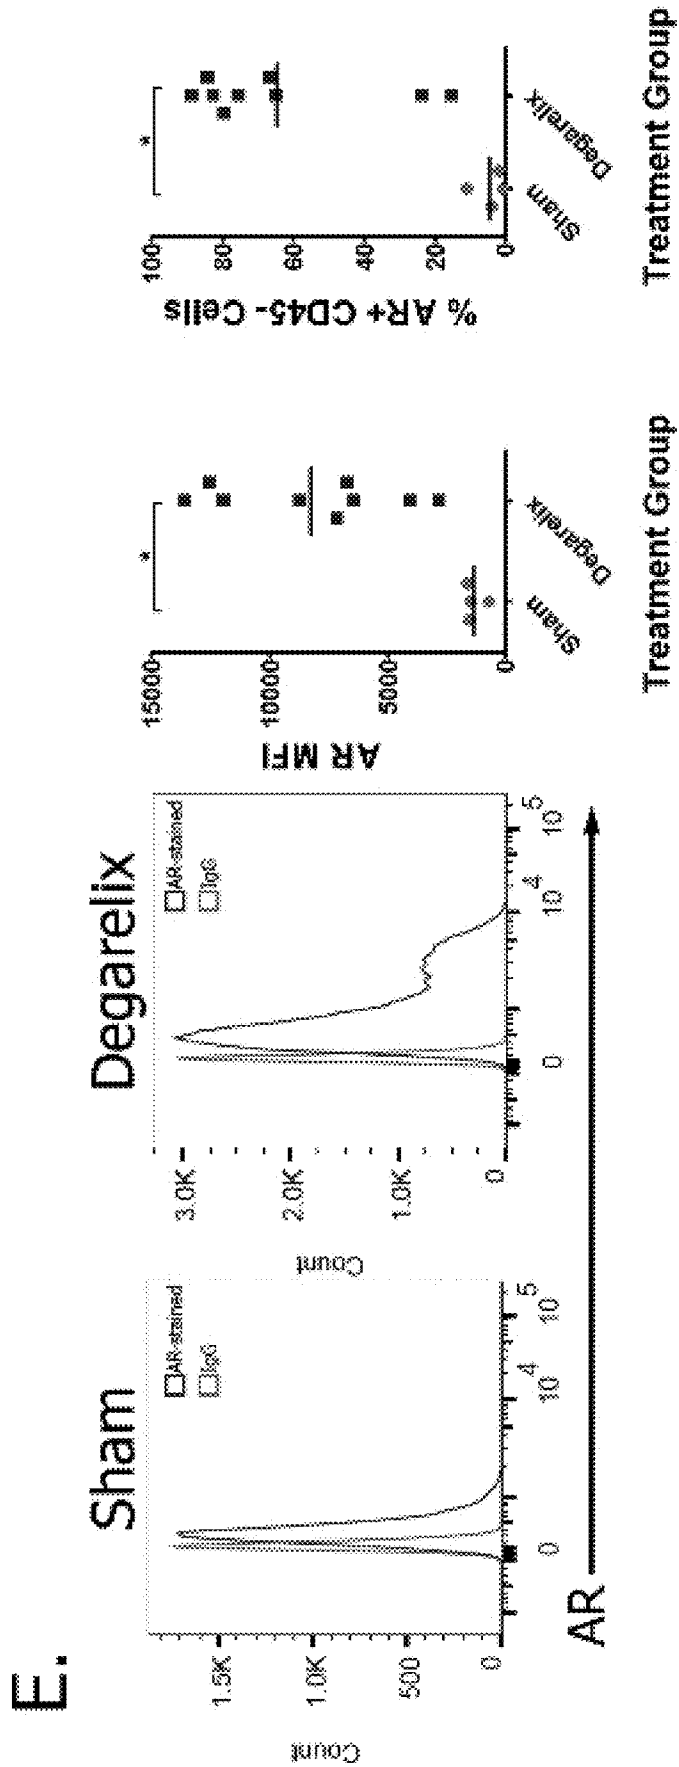 E.
Sham
Count
1.5K
1.0K
500
0
AR-stained
IgG
0
10 4
10 5
Degarelix
Count
3.0K
2.0K
1.0K
0
AR-stained
IgG
0
10 4
10 5
AR
AR MFI
15000
10000
5000
0
*
Sham
Degarelix
Treatment Group
% AR+ CD45- Cells
100
80
60
40
20
0
*
Sham
Degarelix
Treatment Group